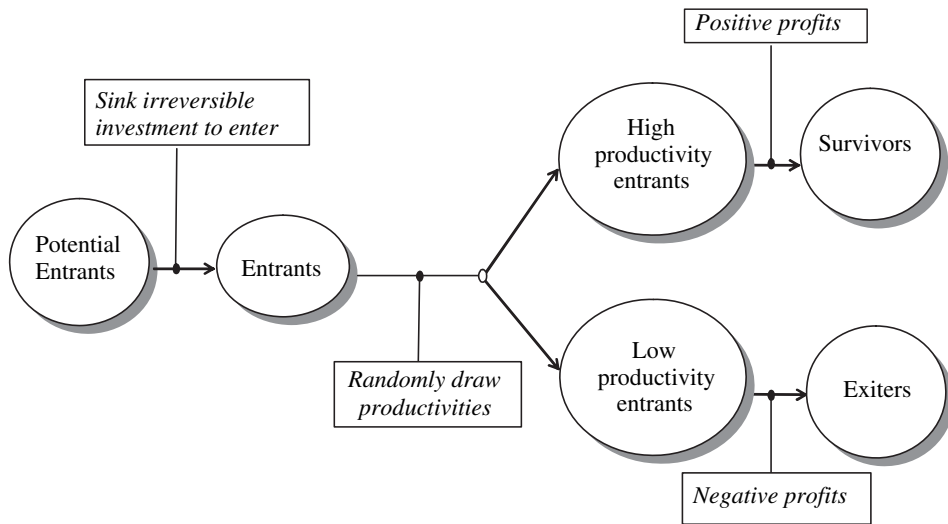 Positive profits
Sink irreversible
investment to enter
High
productivity
entrants
Survivors
Potential
Entrants
Entrants
Randomly draw
productivities
Low
productivity
entrants
Exiters
Negative profits